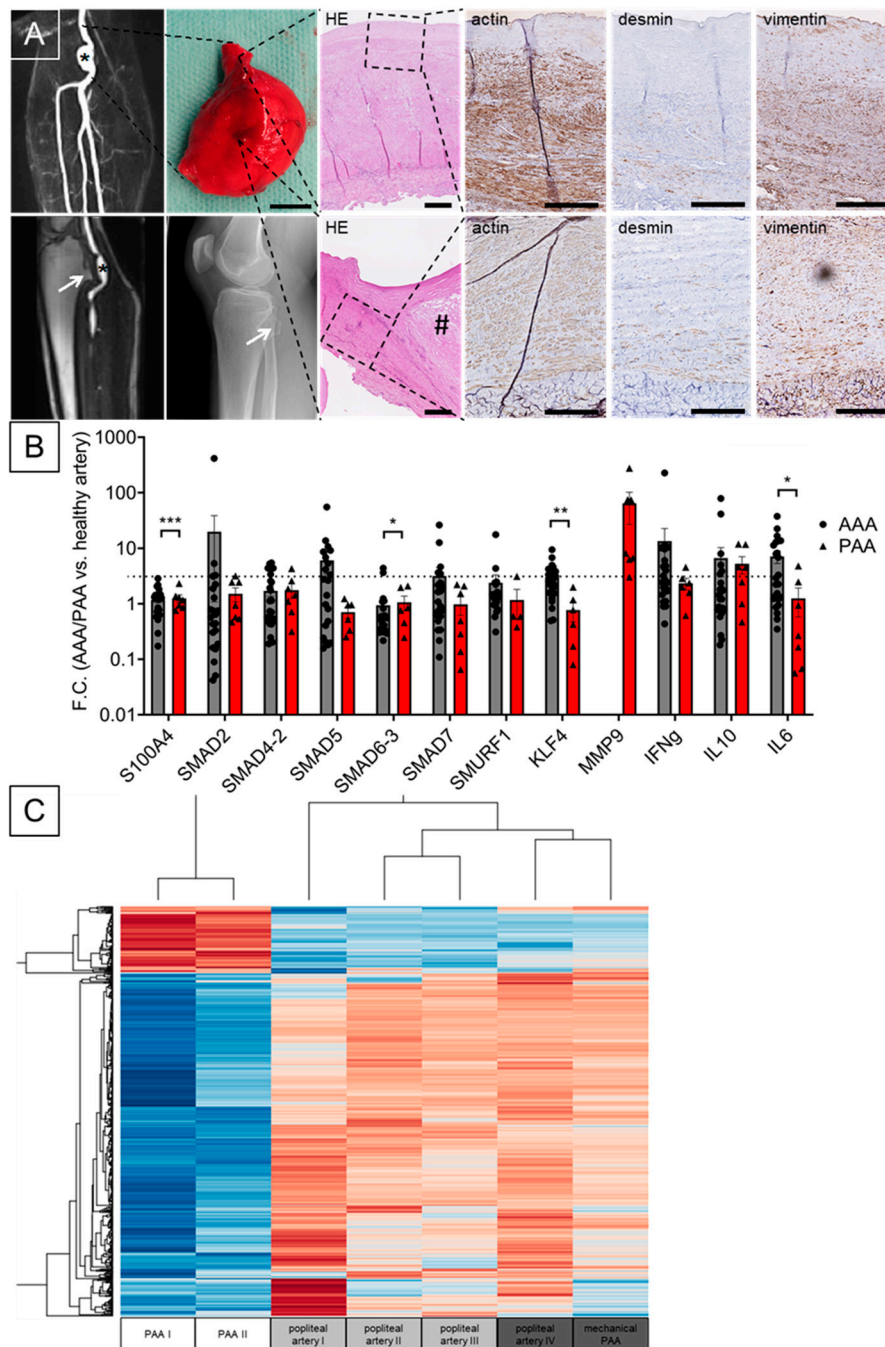 A
*
HE
actin
desmin
vimentin
*
HE
#
actin
desmin
vimentin
B
F.C. (AAA/PAA vs. healthy artery)
1000
100
10
1
0.1
0.01
***
*
**
*
AAA
PAA
S100A4
SMAD2
SMAD4-2
SMAD5
SMAD6-3
SMAD7
SMURF1
KLF4
MMP9
IFNg
IL10
IL6
C
PAA I
PAA II
popliteal
artery I
popliteal
artery II
popliteal
artery III
popliteal
artery IV
mechanical
PAA